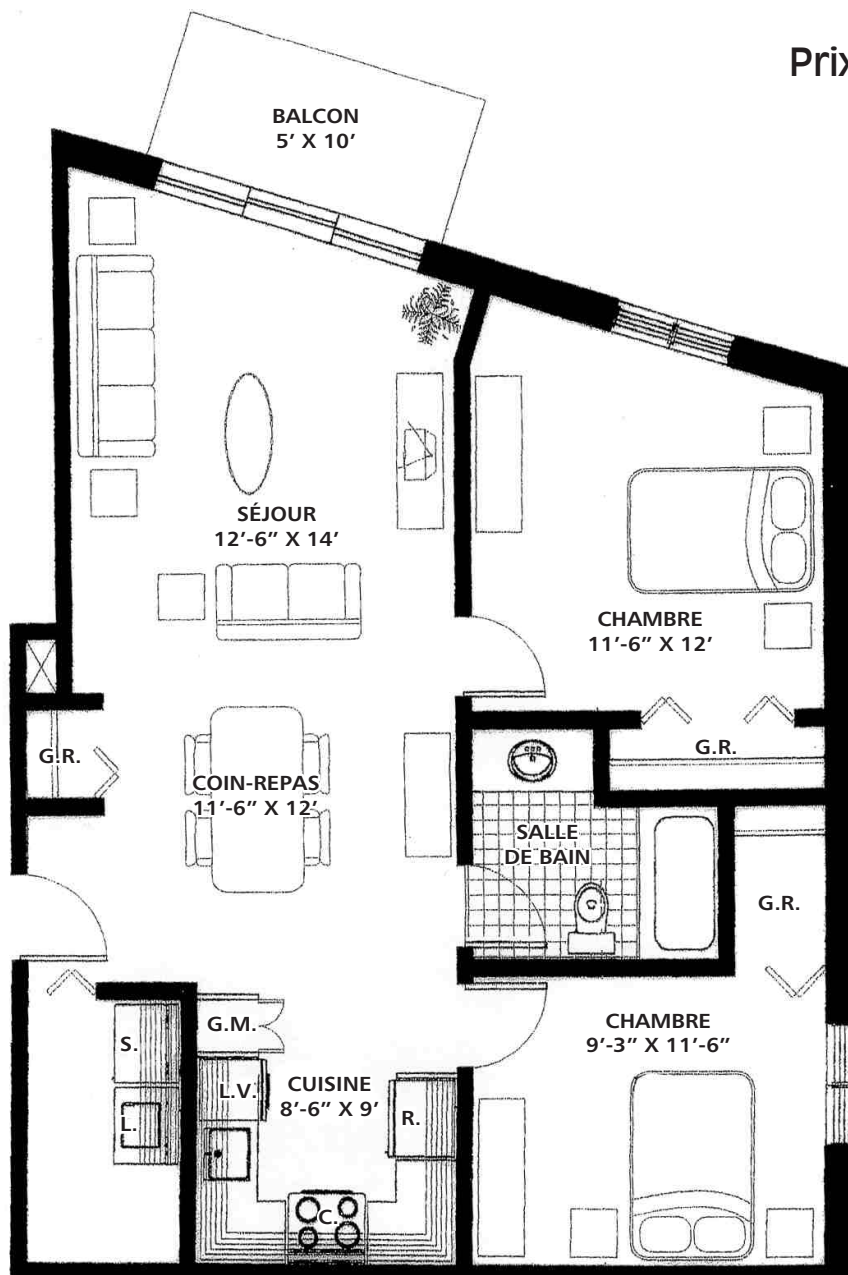 Prix
BALCON
5' X 10'
SÉJOUR
12'-6" X 14'
CHAMBRE
11'-6" X 12'
G.R.
G.R.
COIN-REPAS
11'-6" X 12'
SALLE
DE BAIN
G.R.
G.M.
CHAMBRE
9'-3" X 11'-6"
S.
L.V.
CUISINE
8'-6" X 9'
R.
L.
C.